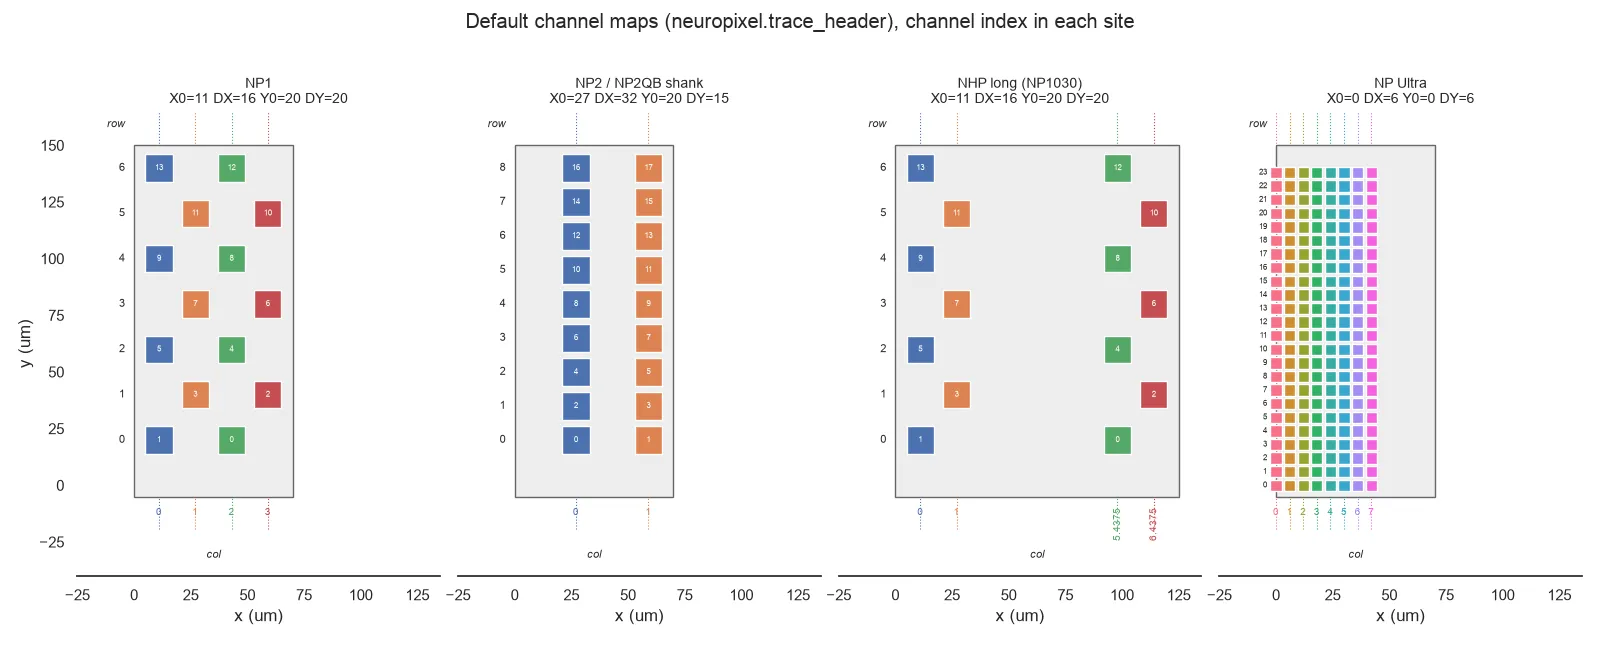 Default channel maps (neuropixel.trace_header), channel index in each site
NP1
X0=11 DX=16 Y0=20 DY=20
NP2 / NP2QB shank
X0=27 DX=32 Y0=20 DY=15
NHP long (NP1030)
X0=11 DX=16 Y0=20 DY=20
NP Ultra
X0=0 DX=6 Y0=0 DY=6
y (um)
150
125
100
75
50
25
0
−25
row
6 13 12
5 11 10
4 9 8
3 7 6
2 5 4
1 3 2
0 1 0
0 1 2 3
col
−25 0 25 50 75 100 125
x (um)
row
8 16 17
7 14 15
6 12 13
5 10 11
4 8 9
3 6 7
2 4 5
1 2 3
0 0 1
0 1
col
−25 0 25 50 75 100 125
x (um)
row
6 13 12
5 11 10
4 9 8
3 7 6
2 5 4
1 3 2
0 1 0
0 1 5.4375 6.4375
col
−25 0 25 50 75 100 125
x (um)
row
23
22
21
20
19
18
17
16
15
14
13
12
11
10
9
8
7
6
5
4
3
2
1
0
0 1 2 3 4 5 6 7
col
−25 0 25 50 75 100 125
x (um)